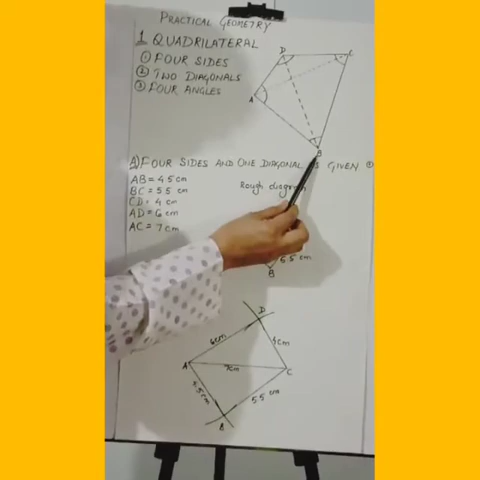 PRACTICAL GEOMETRY
1 QUADRILATERAL
① FOUR SIDES
② TWO DIAGONALS
③ FOUR ANGLES
D
C
A
B
A) FOUR SIDES AND ONE DIAGONAL IS GIVEN
AB = 4.5 cm
BC = 5.5 cm
CD = 4 cm
AD = 6 cm
AC = 7 cm
Rough diagram
5.5 cm
B
D
6cm
4cm
A
7cm
C
4.5cm
5.5 cm
B